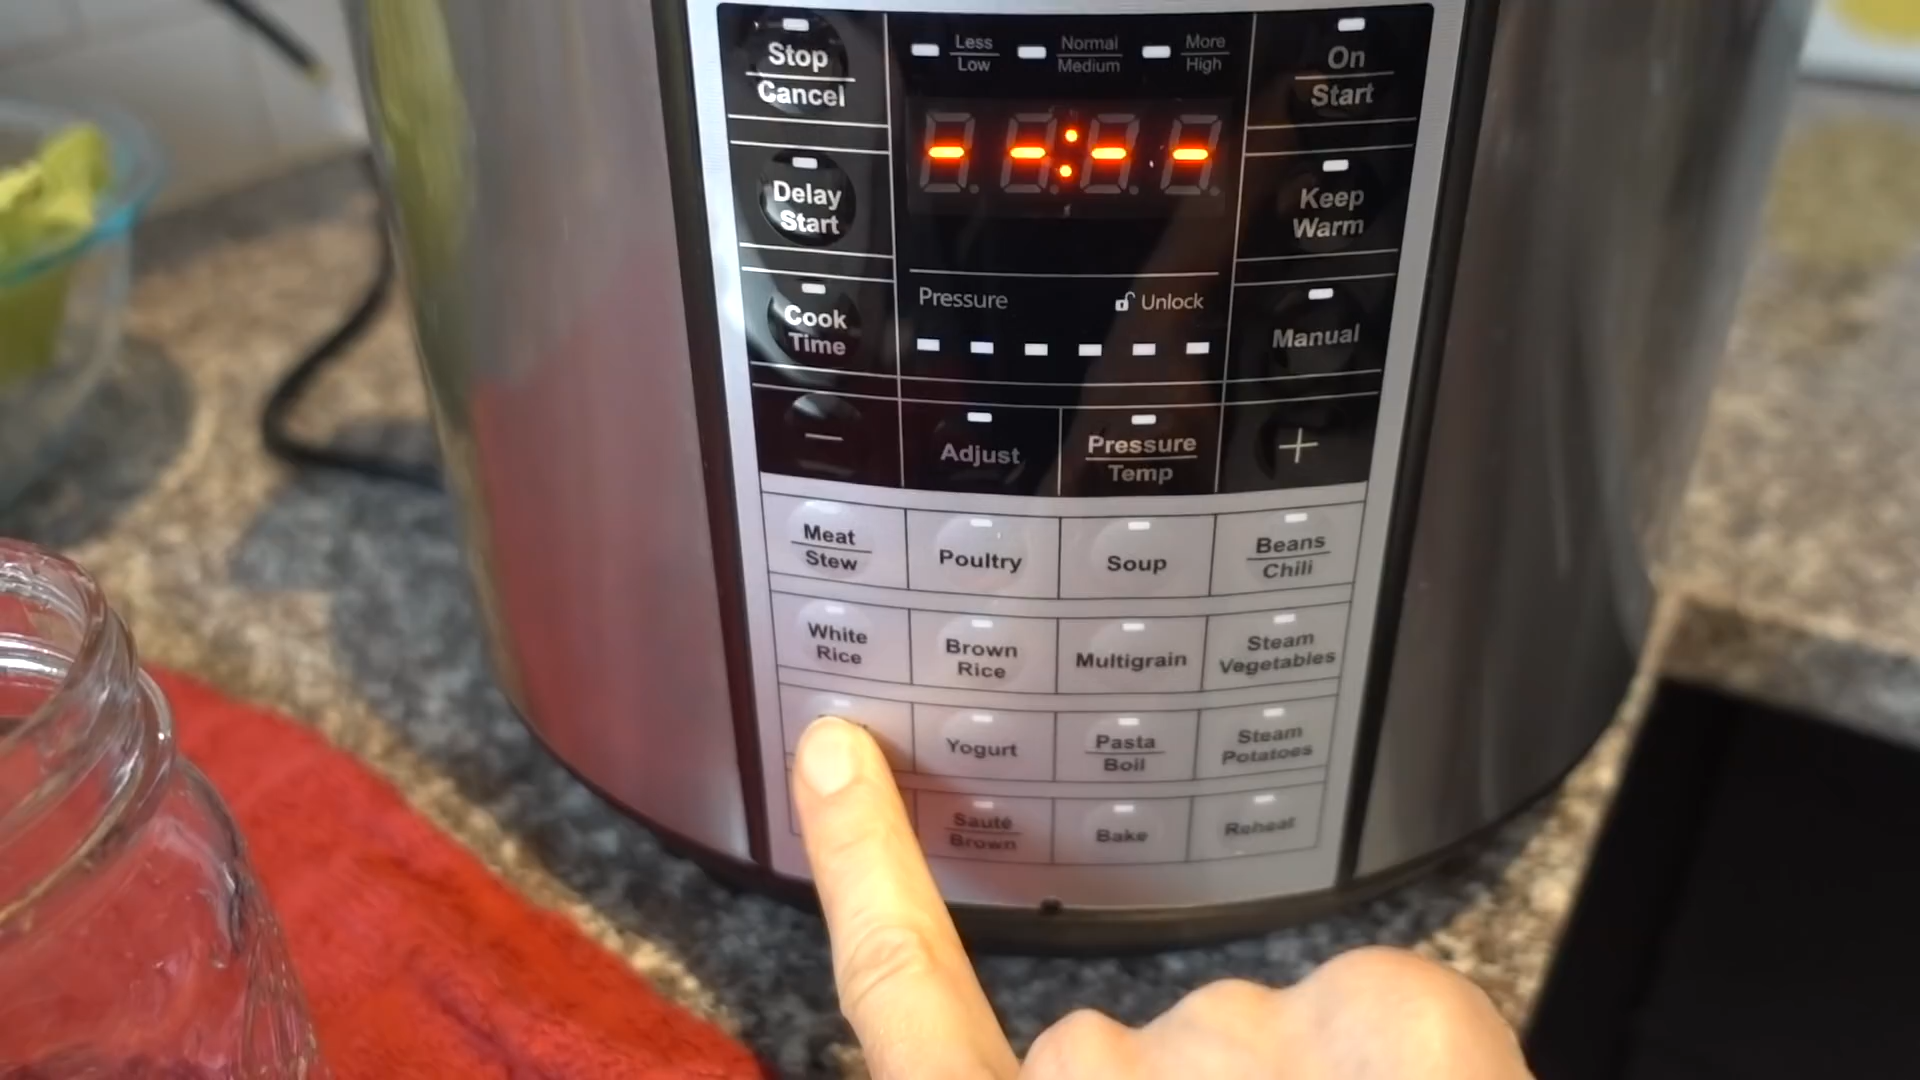 Stop
Cancel
Less
Low
Normal
Medium
More
High
On
Start
Delay
Start
Keep
Warm
Cook
Time
Pressure
Unlock
Manual
−
Adjust
Pressure
Temp
+
Meat
Stew
Poultry
Soup
Beans
Chili
White
Rice
Brown
Rice
Multigrain
Steam
Vegetables
Yogurt
Pasta
Boil
Steam
Potatoes
Sauté
Brown
Bake
Reheat